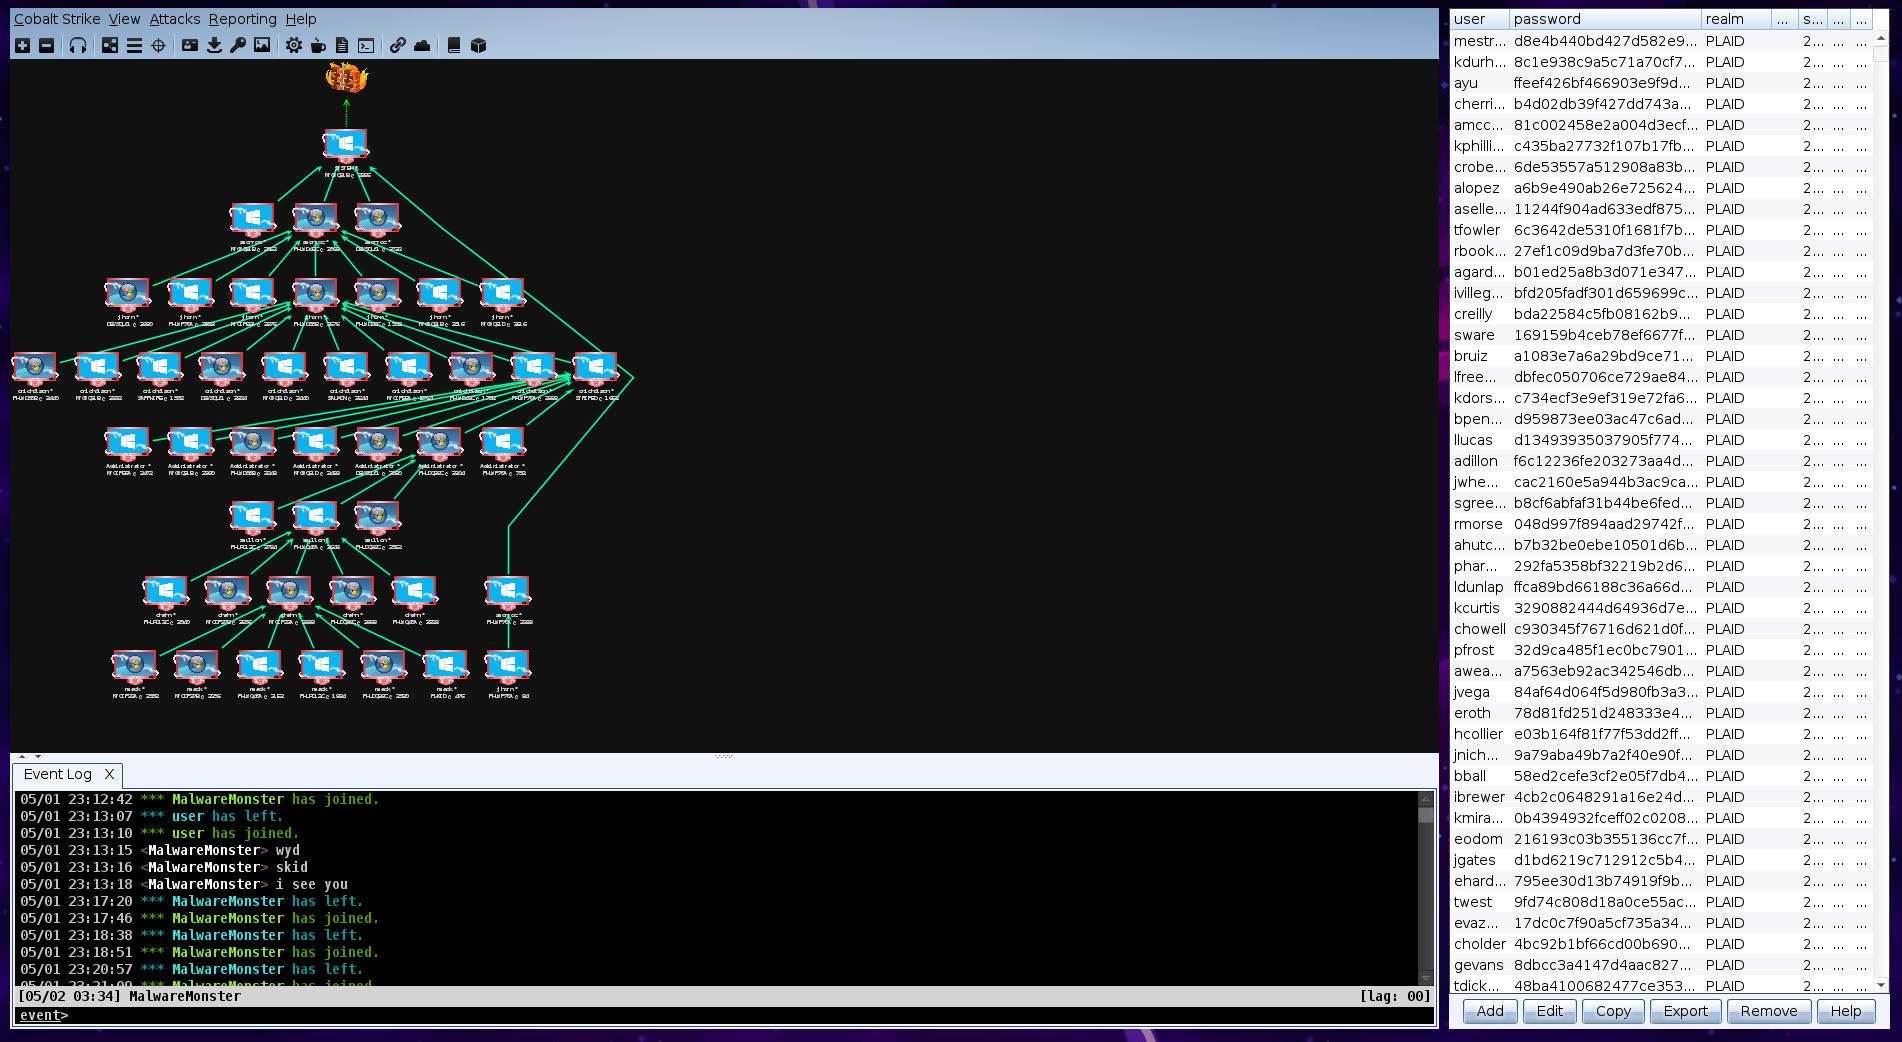 Cobalt Strike View Attacks Reporting Help
Event Log X
05/01 23:12:42 *** MalwareMonster has joined.
05/01 23:13:07 *** user has left.
05/01 23:13:10 *** user has joined.
05/01 23:13:15 <MalwareMonster> wyd
05/01 23:13:16 <MalwareMonster> skid
05/01 23:13:18 <MalwareMonster> i see you
05/01 23:17:20 *** MalwareMonster has left.
05/01 23:17:46 *** MalwareMonster has joined.
05/01 23:18:38 *** MalwareMonster has left.
05/01 23:18:51 *** MalwareMonster has joined.
05/01 23:20:57 *** MalwareMonster has left.
05/01 23:21:09 *** MalwareMonster has joined.
[05/02 03:34] MalwareMonster [lag: 00]
event>
user password realm ... s... ... ...
mestr... d8e4b440bd427d582e9... PLAID 2... ... ...
kdurh... 8c1e938c9a5c71a70cf7... PLAID 2... ... ...
ayu ffeef426bf466903e9f9d... PLAID 2... ... ...
cherri... b4d02db39f427dd743a... PLAID 2... ... ...
amcc... 81c002458e2a004d3ecf... PLAID 2... ... ...
kphilli... c435ba27732f107b17fb... PLAID 2... ... ...
crobe... 6de53557a512908a83b... PLAID 2... ... ...
alopez a6b9e490ab26e725624... PLAID 2... ... ...
aselle... 11244f904ad633edf875... PLAID 2... ... ...
tfowler 6c3642de5310f1681f7b... PLAID 2... ... ...
rbook... 27ef1c09d9ba7d3fe70b... PLAID 2... ... ...
agard... b01ed25a8b3d071e347... PLAID 2... ... ...
ivilleg... bfd205fadf301d659699c... PLAID 2... ... ...
creilly bda22584c5fb08162b9... PLAID 2... ... ...
sware 169159b4ceb78ef6677f... PLAID 2... ... ...
bruiz a1083e7a6a29bd9ce71... PLAID 2... ... ...
lfree... dbfec050706ce729ae84... PLAID 2... ... ...
kdors... c734ecf3e9ef319e72fa6... PLAID 2... ... ...
bpen... d959873ee03ac47c6ad... PLAID 2... ... ...
llucas d13493935037905f774... PLAID 2... ... ...
adillon f6c12236fe203273aa4d... PLAID 2... ... ...
jwhe... cac2160e5a944b3ac9ca... PLAID 2... ... ...
sgree... b8cf6abfaf31b44be6fed... PLAID 2... ... ...
rmorse 048d997f894aad29742f... PLAID 2... ... ...
ahutc... b7b32be0ebe10501d6b... PLAID 2... ... ...
phar... 292fa5358bf32219b2d6... PLAID 2... ... ...
ldunlap ffca89bd66188c36a66d... PLAID 2... ... ...
kcurtis 3290882444d64936d7e... PLAID 2... ... ...
chowell c930345f76716d621d0f... PLAID 2... ... ...
pfrost 32d9ca485f1ec0bc7901... PLAID 2... ... ...
awea... a7563eb92ac342546db... PLAID 2... ... ...
jvega 84af64d064f5d980fb3a3... PLAID 2... ... ...
eroth 78d81fd251d248333e4... PLAID 2... ... ...
hcollier e03b164f81f77f53dd2ff... PLAID 2... ... ...
jnich... 9a79aba49b7a2f40e90f... PLAID 2... ... ...
bball 58ed2cefe3cf2e05f7db4... PLAID 2... ... ...
ibrewer 4cb2c0648291a16e24d... PLAID 2... ... ...
kmira... 0b4394932fceff02c0208... PLAID 2... ... ...
eodom 216193c03b355136cc7f... PLAID 2... ... ...
jgates d1bd6219c712912c5b4... PLAID 2... ... ...
ehard... 795ee30d13b74919f9b... PLAID 2... ... ...
twest 9fd74c808d18a0ce55ac... PLAID 2... ... ...
evaz... 17dc0c7f90a5cf735a34... PLAID 2... ... ...
cholder 4bc92b1bf66cd00b690... PLAID 2... ... ...
gevans 8dbcc3a4147d4aac827... PLAID 2... ... ...
tdick... 48ba4100682477ce353... PLAID 2... ... ...
Add Edit Copy Export Remove Help